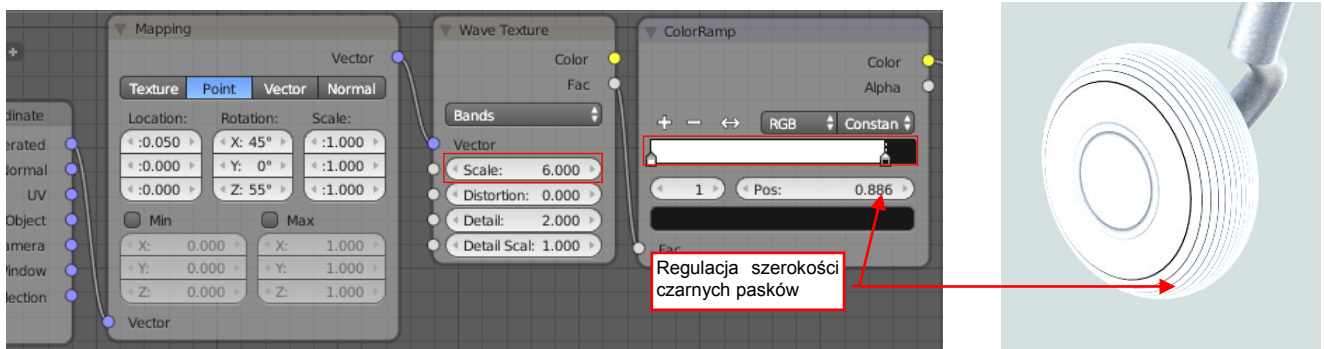 Mapping
Vector
Texture Point Vector Normal
Location: Rotation: Scale:
:0.050 X: 45° :1.000
:0.000 Y: 0° :1.000
:0.000 Z: 55° :1.000
Min Max
X: 0.000 X: 1.000
Y: 0.000 Y: 1.000
Z: 0.000 Z: 1.000
Vector
dinate
erated
Normal
UV
Object
amera
Window
lection
Wave Texture
Color
Fac
Bands
Vector
Scale: 6.000
Distortion: 0.000
Detail: 2.000
Detail Scal: 1.000
ColorRamp
Color
Alpha
RGB Constan
1 Pos: 0.886
Fac
Regulacja szerokości
czarnych pasków